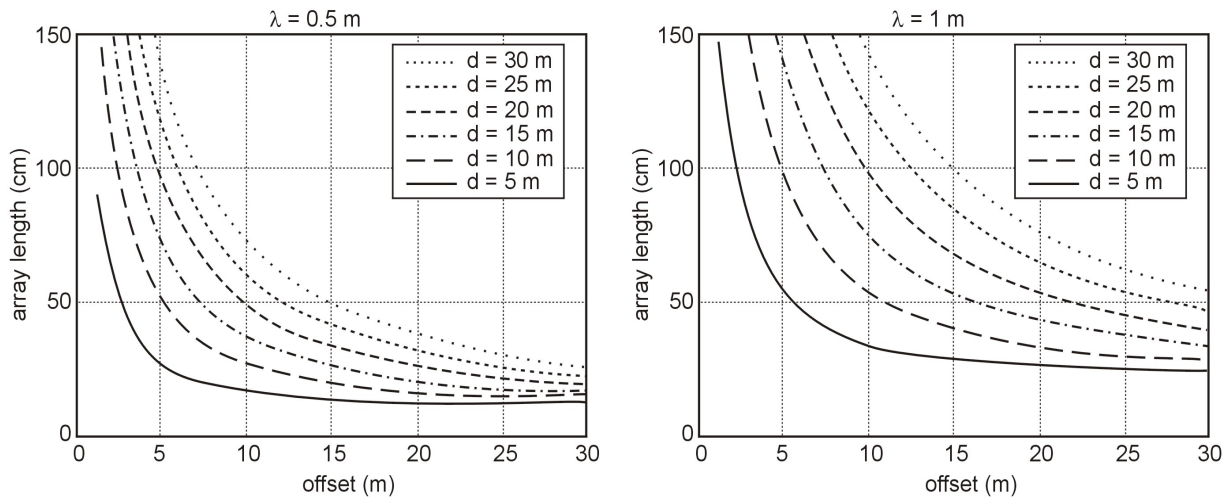 λ = 0.5 m
150
100
50
0
array length (cm)
d = 30 m
d = 25 m
d = 20 m
d = 15 m
d = 10 m
d = 5 m
0 5 10 15 20 25 30
offset (m)
λ = 1 m
150
100
50
0
array length (cm)
d = 30 m
d = 25 m
d = 20 m
d = 15 m
d = 10 m
d = 5 m
0 5 10 15 20 25 30
offset (m)